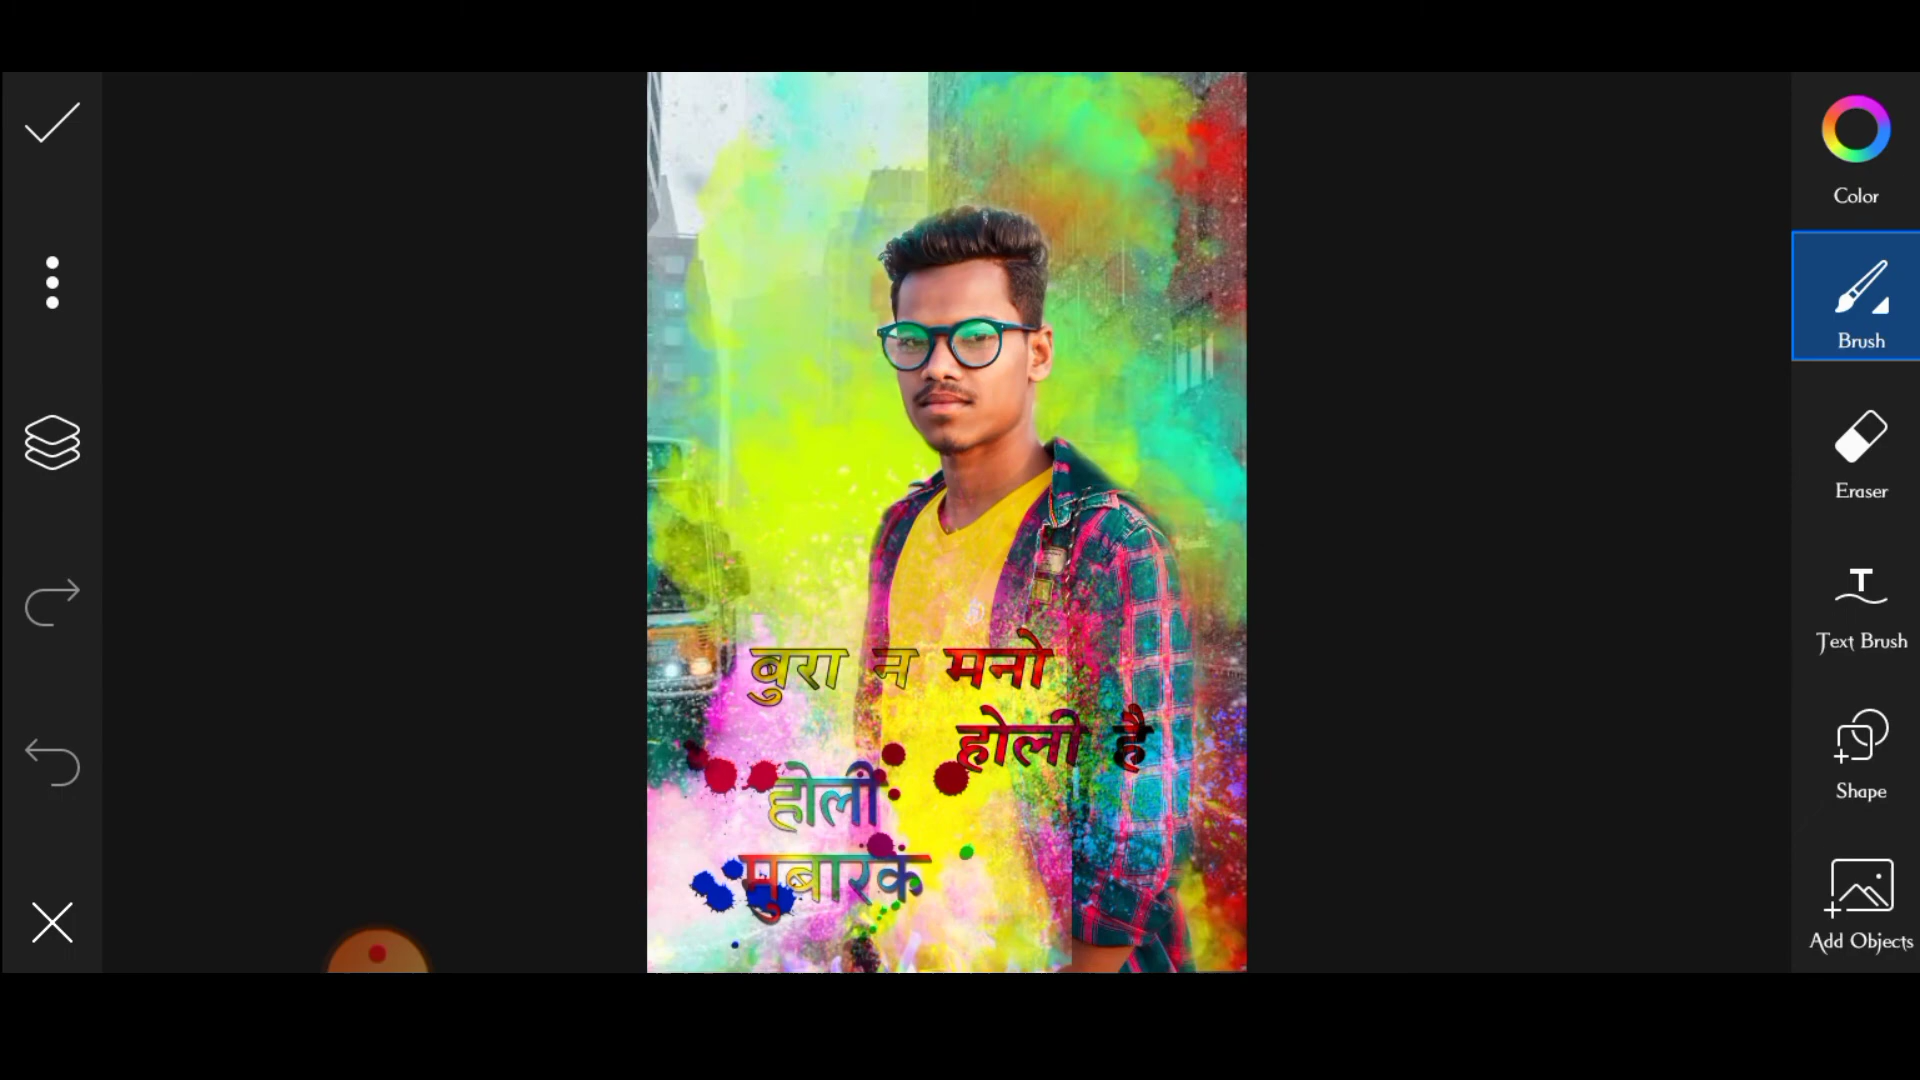 Color
Brush
Eraser
Text Brush
Shape
Add Objects
बुरा न मनो
होली है
होली
मुबारक